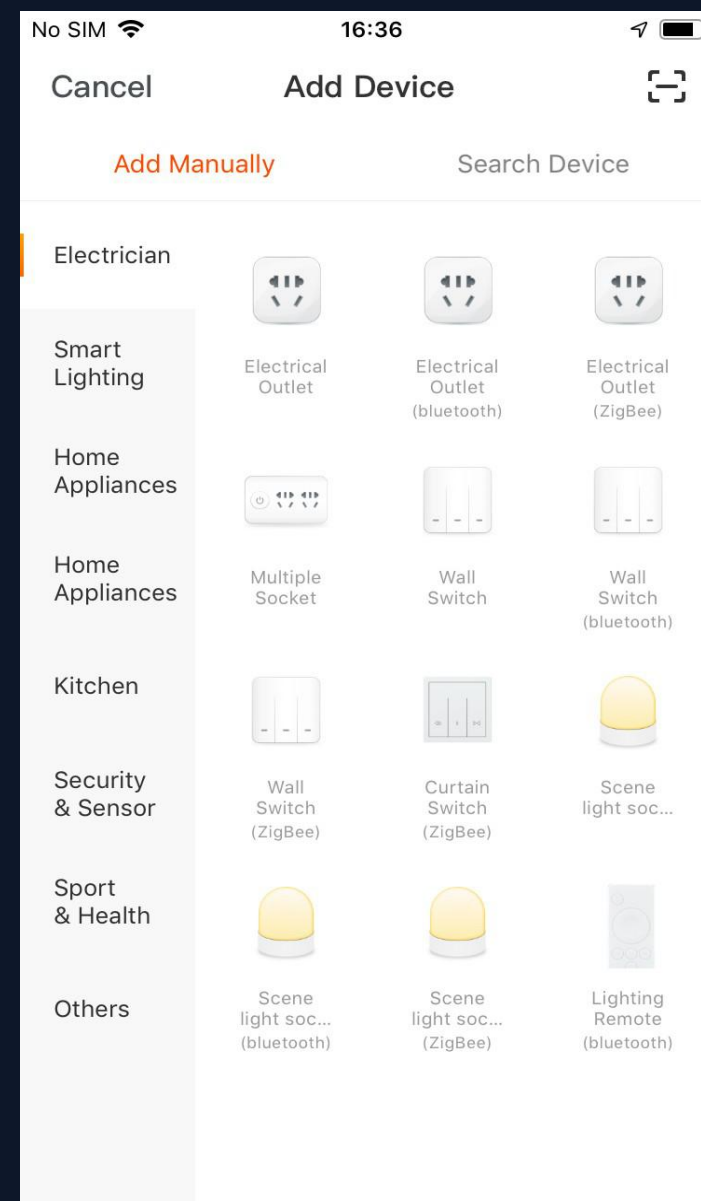 No SIM 16:36
Cancel Add Device
Add Manually Search Device
Electrician
Smart
Lighting
Home
Appliances
Home
Appliances
Kitchen
Security
& Sensor
Sport
& Health
Others
Electrical
Outlet
Electrical
Outlet
(bluetooth)
Electrical
Outlet
(ZigBee)
Multiple
Socket
Wall
Switch
Wall
Switch
(bluetooth)
Wall
Switch
(ZigBee)
Curtain
Switch
(ZigBee)
Scene
light soc...
Scene
light soc...
(bluetooth)
Scene
light soc...
(ZigBee)
Lighting
Remote
(bluetooth)